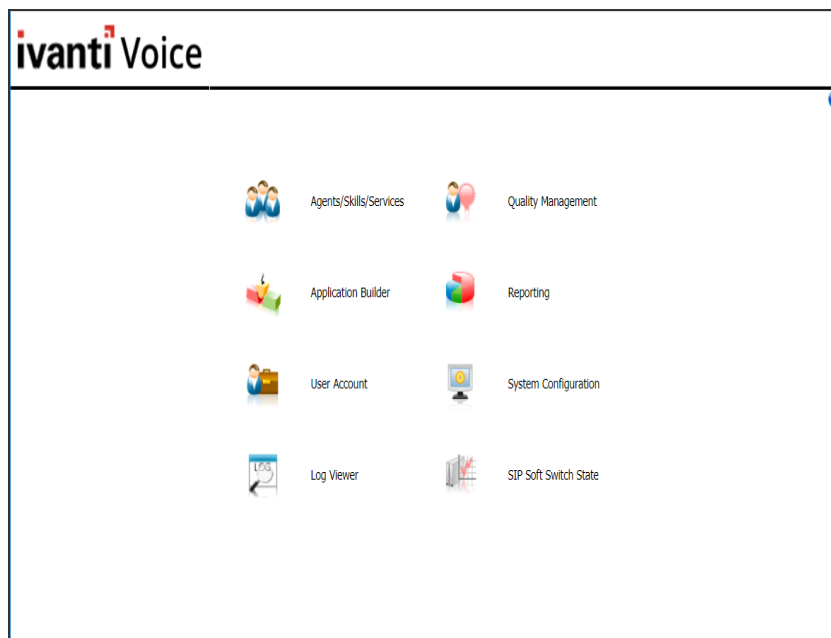 ivanti Voice
Agents/Skills/Services Quality Management
Application Builder Reporting
User Account System Configuration
LOG
Log Viewer SIP Soft Switch State